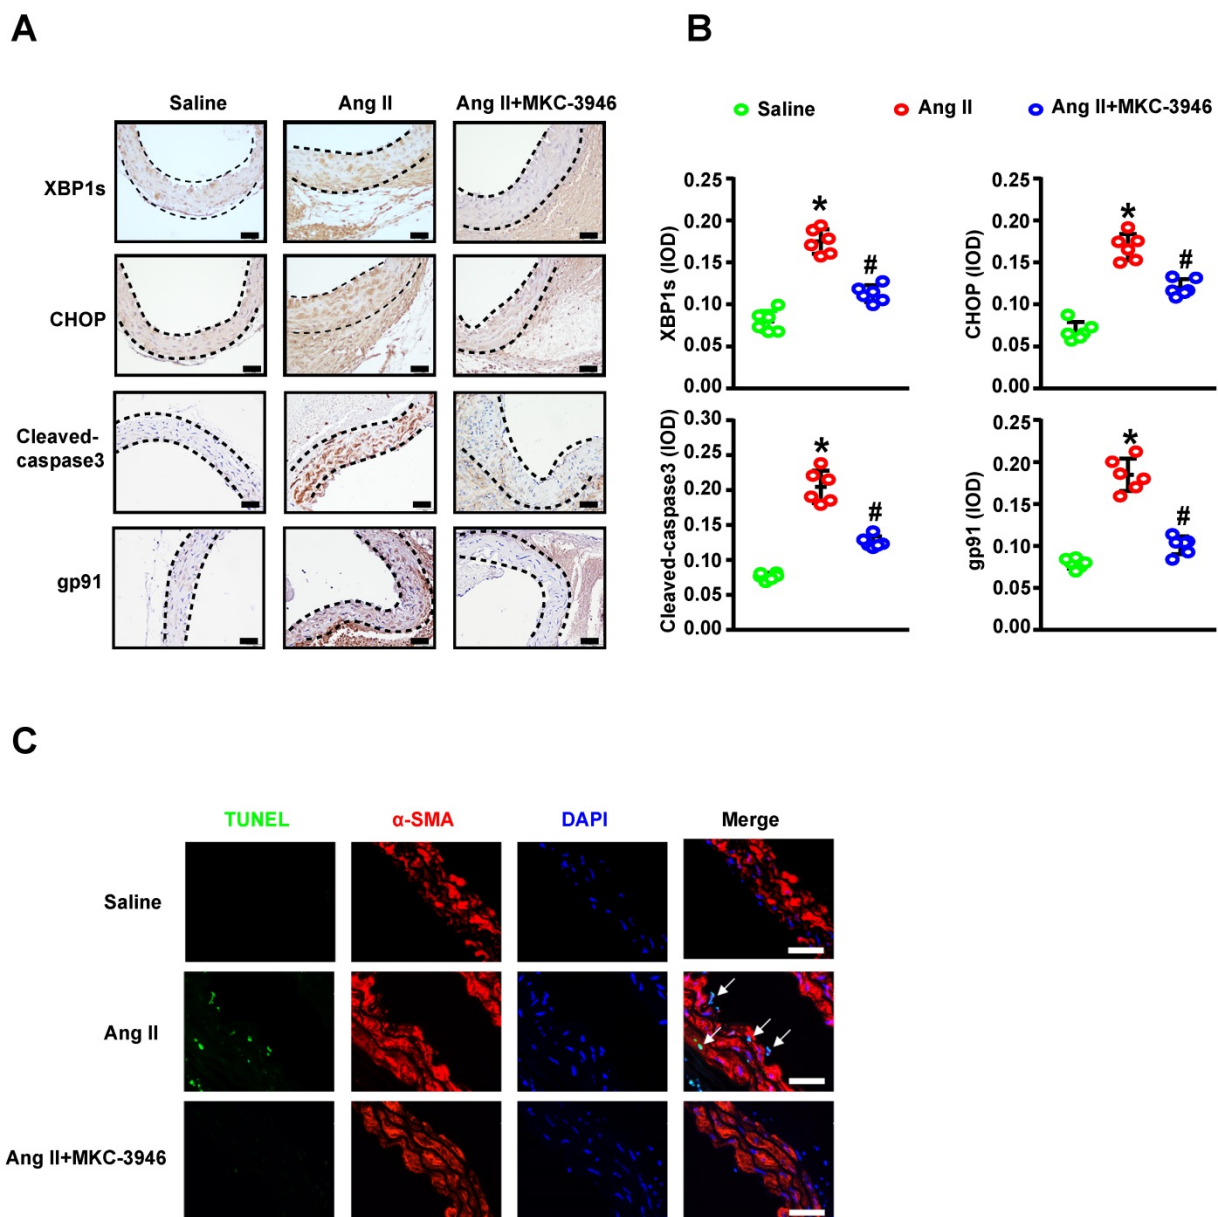 A
B
Saline
Ang II
Ang II+MKC-3946
XBP1s
CHOP
Cleaved-
caspase3
gp91
Saline
Ang II
Ang II+MKC-3946
0.25
0.20
0.15
0.10
0.05
0.00
XBP1s (IOD)
*
#
0.25
0.20
0.15
0.10
0.05
0.00
CHOP (IOD)
*
#
0.30
0.25
0.20
0.15
0.10
0.05
0.00
Cleaved-caspase3 (IOD)
*
#
0.25
0.20
0.15
0.10
0.05
0.00
gp91 (IOD)
*
#
C
TUNEL
α-SMA
DAPI
Merge
Saline
Ang II
Ang II+MKC-3946